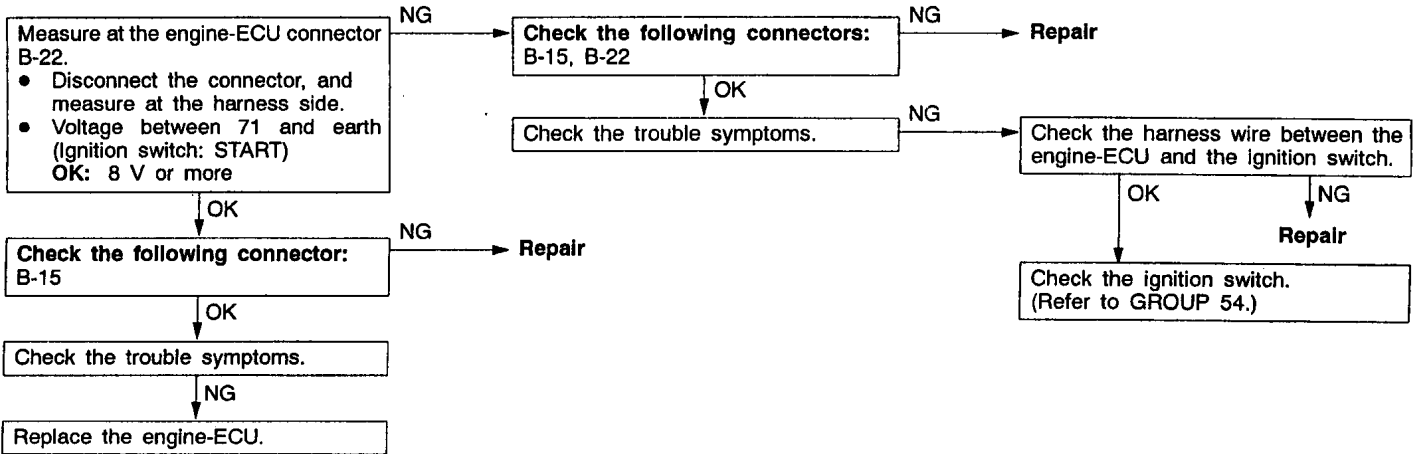 Measure at the engine-ECU connector
B-22.
● Disconnect the connector, and
measure at the harness side.
● Voltage between 71 and earth
(Ignition switch: START)
OK: 8 V or more
NG
Check the following connectors:
B-15, B-22
NG
Repair
OK
Check the trouble symptoms.
NG
Check the harness wire between the
engine-ECU and the ignition switch.
OK
NG
Repair
Check the ignition switch.
(Refer to GROUP 54.)
OK
Check the following connector:
B-15
NG
Repair
OK
Check the trouble symptoms.
NG
Replace the engine-ECU.